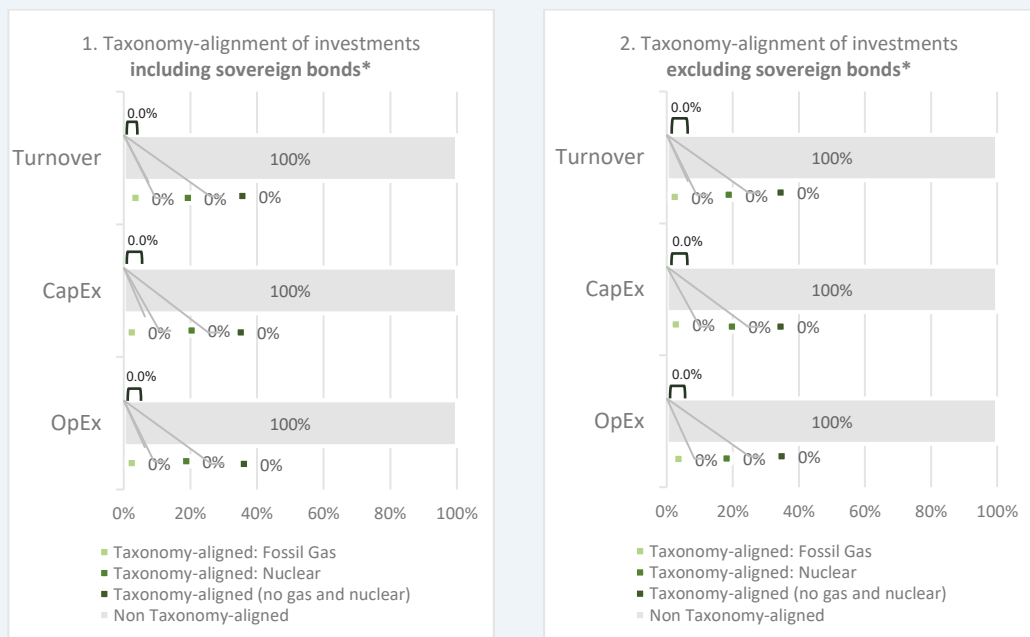 1. Taxonomy-alignment of investments
including sovereign bonds*
0.0%
Turnover
100%
0%
0%
0%
0.0%
CapEx
100%
0%
0%
0%
0.0%
OpEx
100%
0%
0%
0%
0% 20% 40% 60% 80% 100%
Taxonomy-aligned: Fossil Gas
Taxonomy-aligned: Nuclear
Taxonomy-aligned (no gas and nuclear)
Non Taxonomy-aligned
2. Taxonomy-alignment of investments
excluding sovereign bonds*
0.0%
Turnover
100%
0%
0%
0%
0.0%
CapEx
100%
0%
0%
0%
0.0%
OpEx
100%
0%
0%
0%
0% 20% 40% 60% 80% 100%
Taxonomy-aligned: Fossil Gas
Taxonomy-aligned: Nuclear
Taxonomy-aligned (no gas and nuclear)
Non Taxonomy-aligned